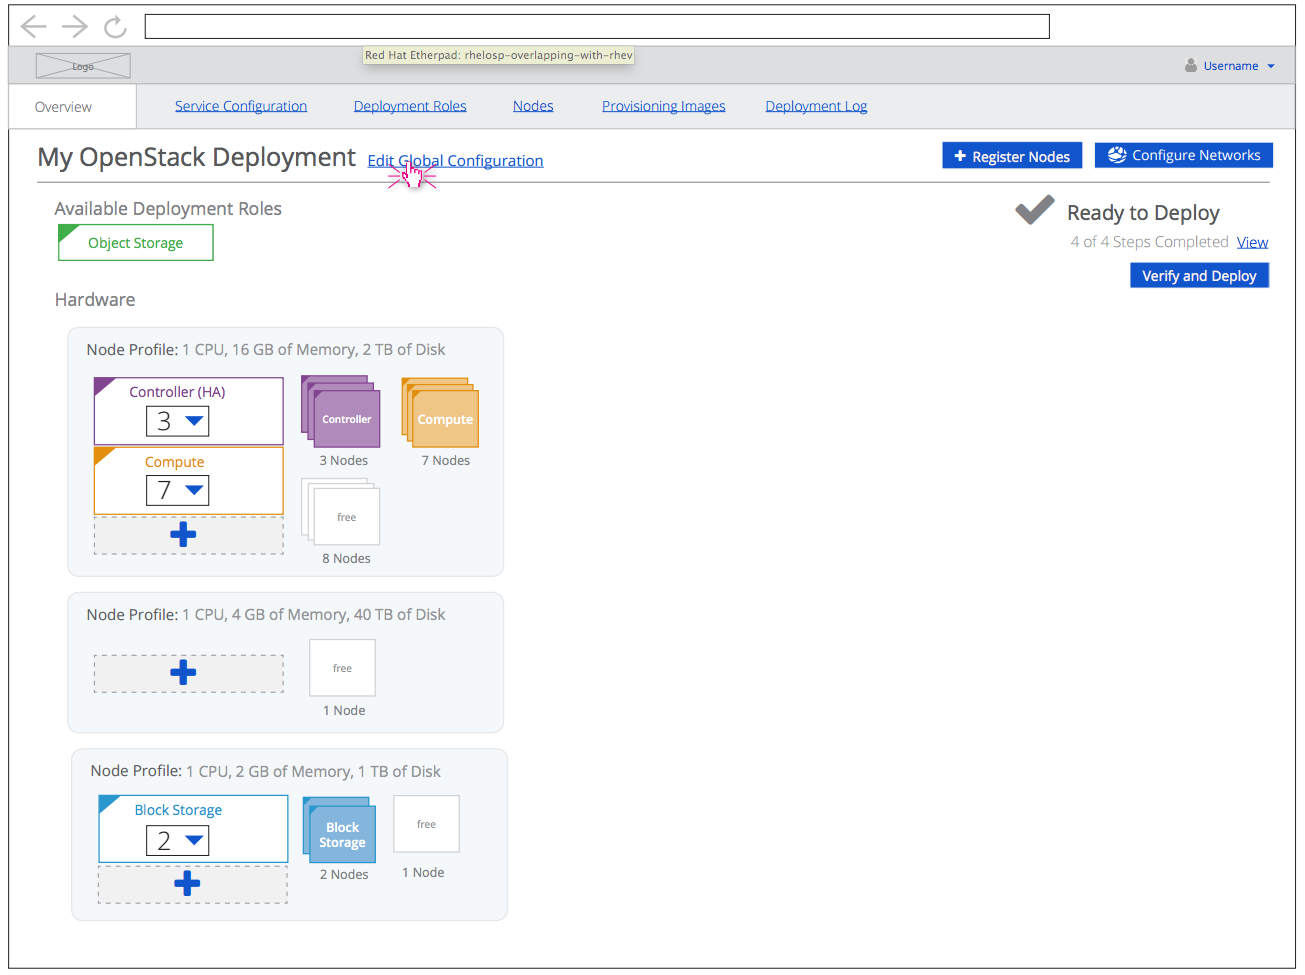 Red Hat Etherpad: rhelosp-overlapping-with-rhev
Logo
Username
Overview
Service Configuration
Deployment Roles
Nodes
Provisioning Images
Deployment Log
My OpenStack Deployment
Edit Global Configuration
Register Nodes
Configure Networks
Available Deployment Roles
Object Storage
Ready to Deploy
4 of 4 Steps Completed View
Verify and Deploy
Hardware
Node Profile: 1 CPU, 16 GB of Memory, 2 TB of Disk
Controller (HA)
3
Compute
7
Controller
3 Nodes
Compute
7 Nodes
free
8 Nodes
Node Profile: 1 CPU, 4 GB of Memory, 40 TB of Disk
free
1 Node
Node Profile: 1 CPU, 2 GB of Memory, 1 TB of Disk
Block Storage
2
Block
Storage
2 Nodes
free
1 Node